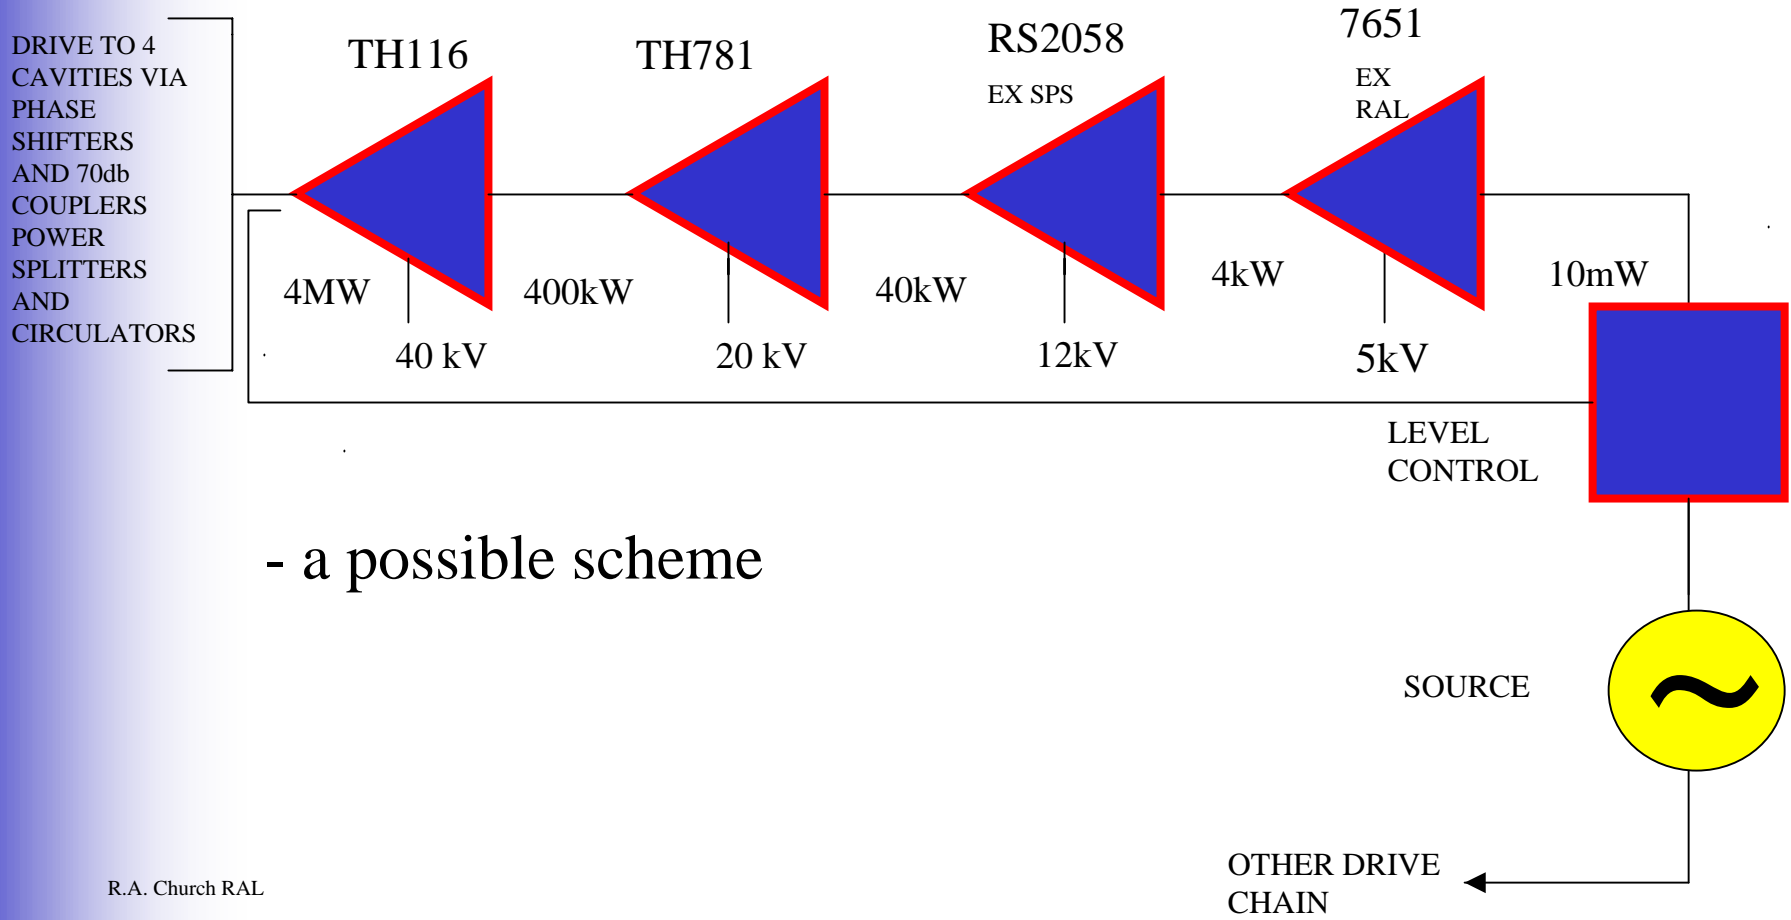 DRIVE TO 4
CAVITIES VIA
PHASE
SHIFTERS
AND 70db
COUPLERS
POWER
SPLITTERS
AND
CIRCULATORS
TH116
TH781
RS2058
EX SPS
7651
EX
RAL
4MW
400kW
40kW
4kW
10mW
40 kV
20 kV
12kV
5kV
LEVEL
CONTROL
- a possible scheme
SOURCE
OTHER DRIVE
CHAIN
R.A. Church RAL